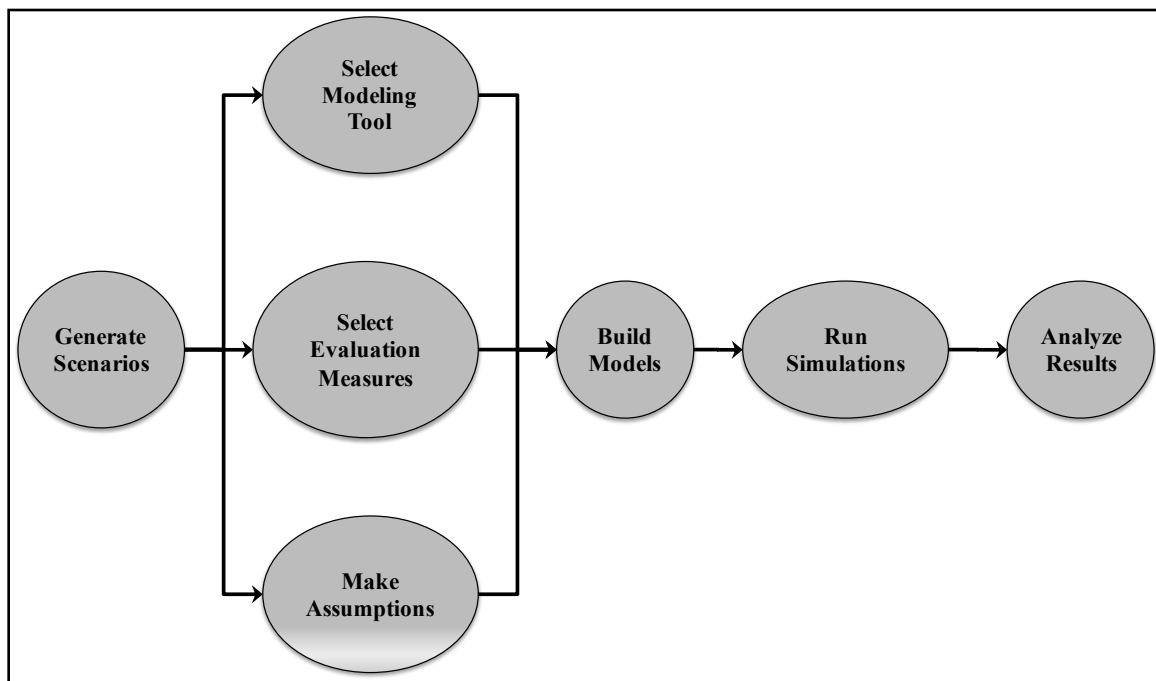 Generate
Scenarios
Select
Modeling
Tool
Select
Evaluation
Measures
Make
Assumptions
Build
Models
Run
Simulations
Analyze
Results